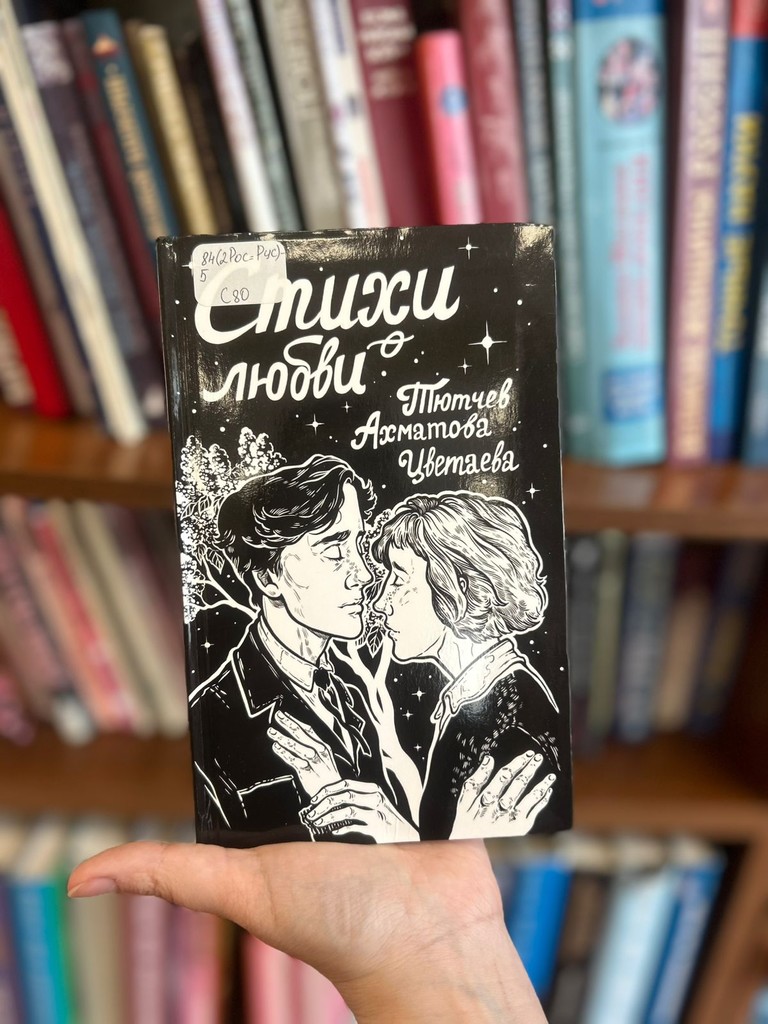 84(2Рос=Рус)-
5
С80
Стихи
о
любви
Тютчев
Ахматова
Цветаева